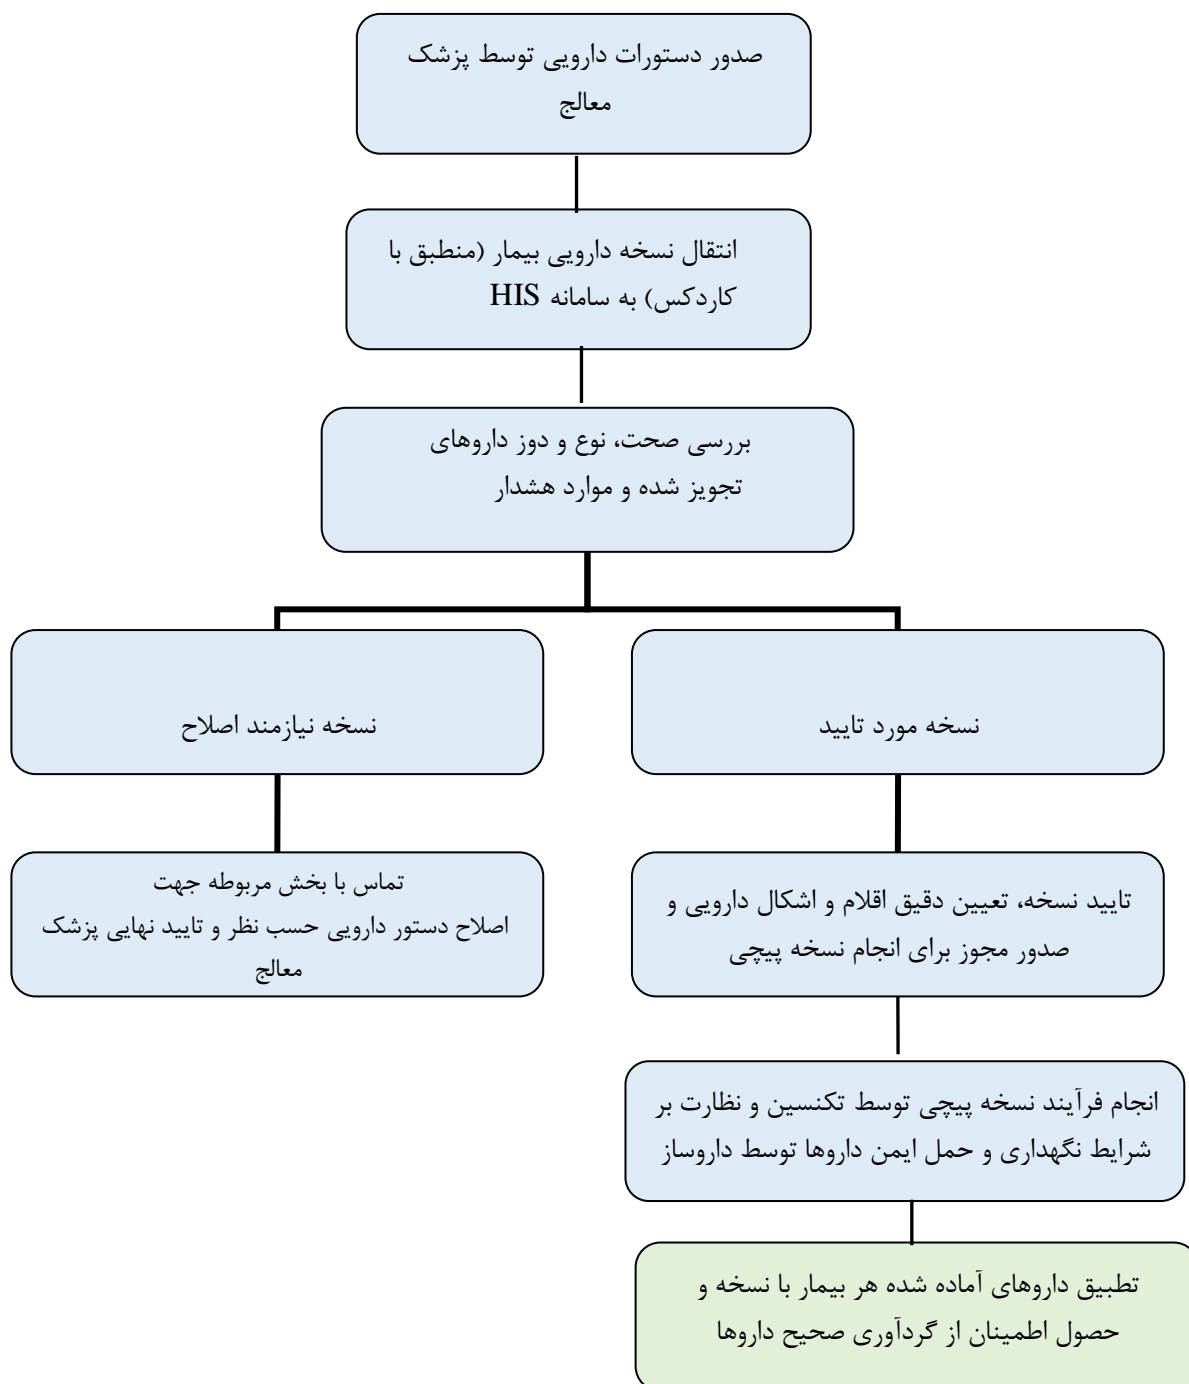 صدور دستورات دارویی توسط پزشک
معالج
انتقال نسخه دارویی بیمار (منطبق با
کاردکس) به سامانه HIS
بررسی صحت، نوع و دوز داروهای
تجویز شده و موارد هشدار
نسخه مورد تایید
نسخه نیازمند اصلاح
تایید نسخه، تعیین دقیق اقلام و اشکال دارویی و
صدور مجوز برای انجام نسخه پیچی
تماس با بخش مربوطه جهت
اصلاح دستور دارویی حسب نظر و تایید نهایی پزشک
معالج
انجام فرآیند نسخه پیچی توسط تکنسین و نظارت بر
شرایط نگهداری و حمل ایمن داروها توسط داروساز
تطبیق داروهای آماده شده هر بیمار با نسخه و
حصول اطمینان از گردآوری صحیح داروها